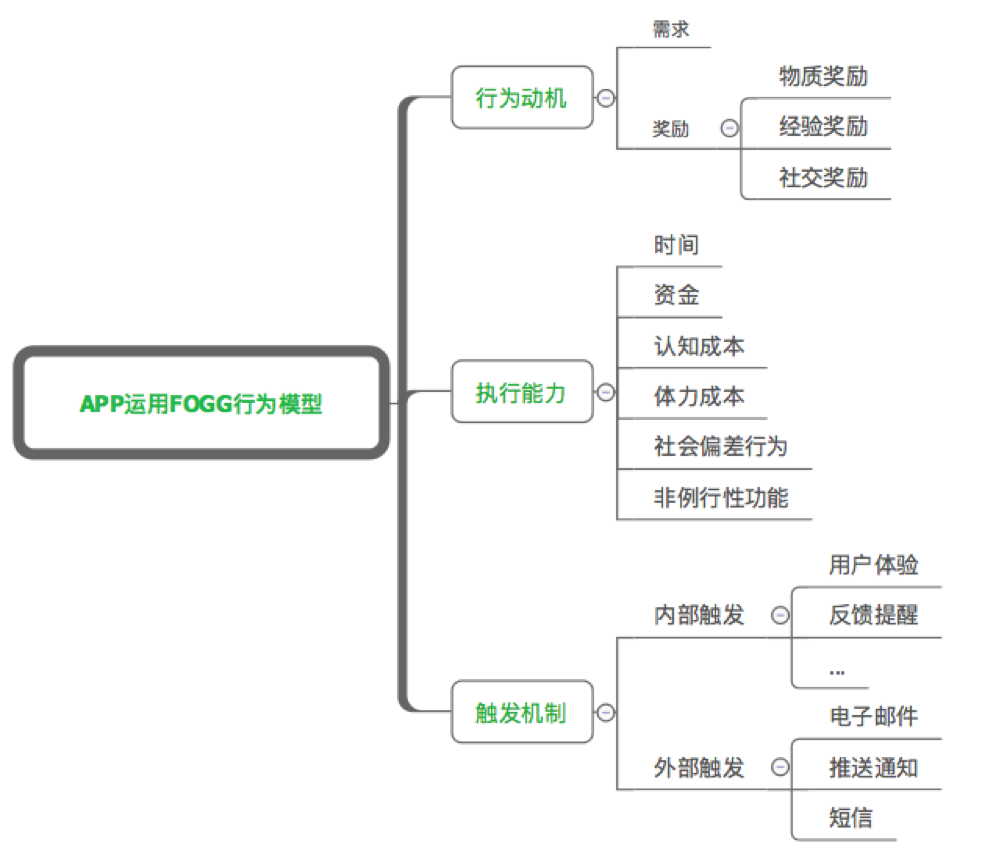 APP运用FOGG行为模型
行为动机
需求
奖励
物质奖励
经验奖励
社交奖励
执行能力
时间
资金
认知成本
体力成本
社会偏差行为
非例行性功能
触发机制
内部触发
用户体验
反馈提醒
...
外部触发
电子邮件
推送通知
短信